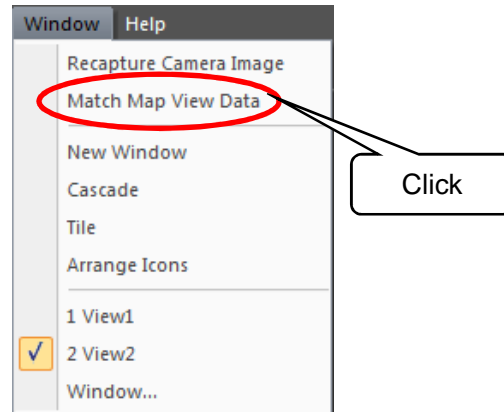 Window Help
Recapture Camera Image
Match Map View Data
Click
New Window
Cascade
Tile
Arrange Icons
1 View1
2 View2
Window...